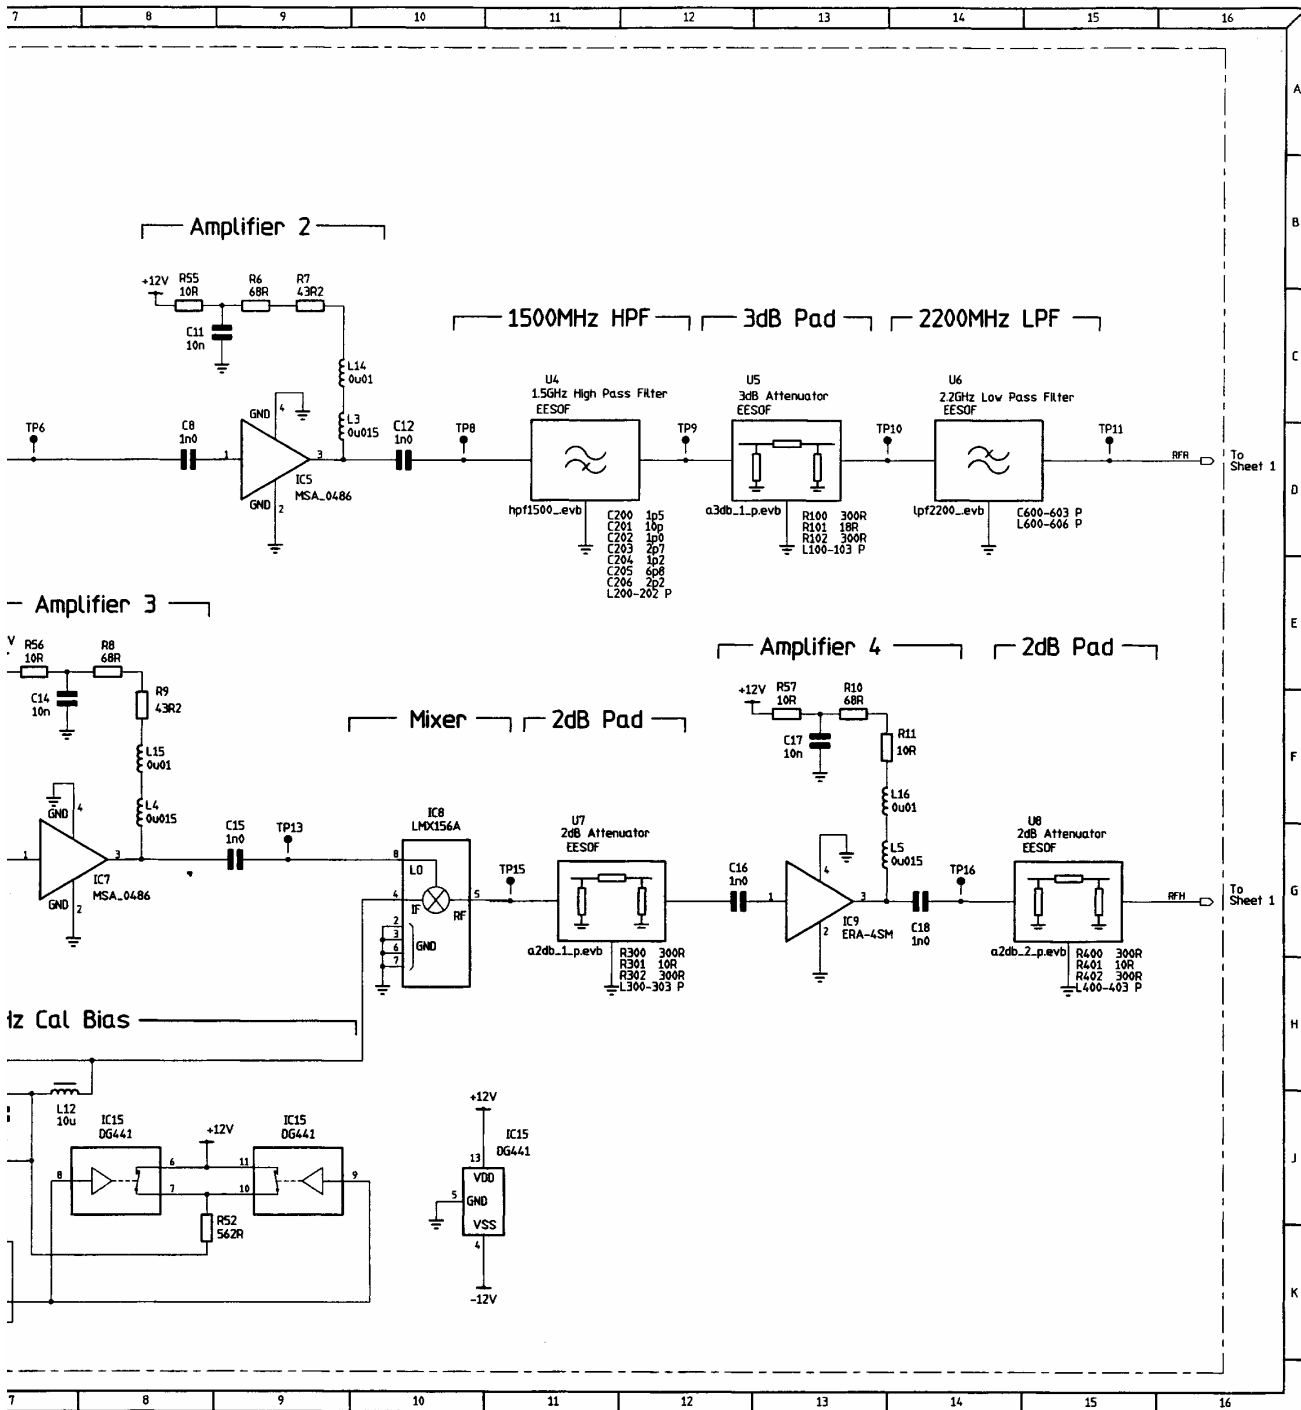 7 8 9 10 11 12 13 14 15 16
A
B
Amplifier 2
+12V R55 10R
R6 68R
R7 43R2
C11 10n
1500MHz HPF
3dB Pad
2200MHz LPF
C
L14 0u01
U4
1.5GHz High Pass Filter
EESOF
U5
3dB Attenuator
EESOF
U6
2.2GHz Low Pass Filter
EESOF
TP6
C8 1n0
GND 4
L3 0u015
C12 1n0
TP8
TP9
TP10
TP11
1
3
IC5
MSA_0486
GND
2
RFR
To
Sheet 1
D
hpf1500_.evb
C200 1p5
C201 10p
C202 1p0
C203 2p7
C204 1p2
C205 6p8
C206 2p2
L200-202 P
a3db_1_p.evb
R100 300R
R101 18R
R102 300R
L100-103 P
lpf2200_.evb
C600-603 P
L600-606 P
Amplifier 3
E
V
R56 10R
R8 68R
C14 10n
R9 43R2
Amplifier 4
2dB Pad
+12V
R57 10R
R10 68R
C17 10n
R11 10R
Mixer
2dB Pad
F
L15 0u01
L16 0u01
GND 4
L4 0u015
C15 1n0
TP13
IC8
LMX156A
U7
2dB Attenuator
EESOF
U8
2dB Attenuator
EESOF
1
3
IC7
MSA_0486
GND
2
8
LO
4
IF
RF
5
2
3
6
7
GND
TP15
C16 1n0
L5 0u015
4
1
3
IC9
ERA-4SM
2
C18 1n0
TP16
RFH
To
Sheet 1
G
a2db_1_p.evb
R300 300R
R301 10R
R302 300R
L300-303 P
a2db_2_p.evb
R400 300R
R401 10R
R402 300R
L400-403 P
Hz Cal Bias
H
L12 10u
IC15
DG441
+12V
IC15
DG441
8
6
7
11
10
9
R52 562R
+12V
IC15
DG441
13
VDD
5
GND
VSS
4
-12V
J
K
7 8 9 10 11 12 13 14 15 16